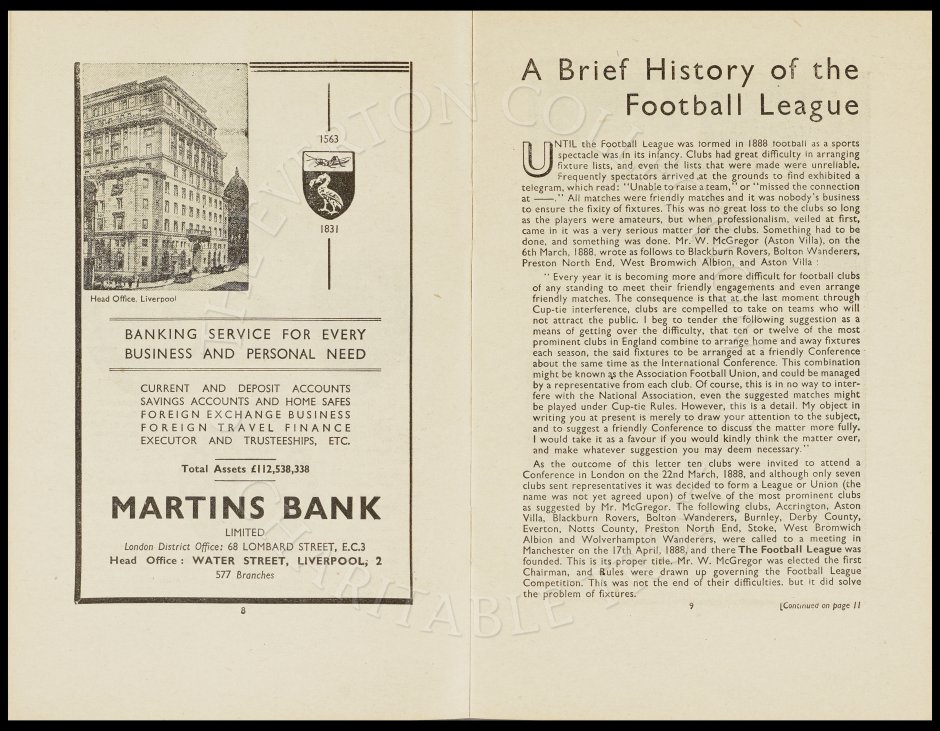 1563
1831
Head Office, Liverpool
BANKING SERVICE FOR EVERY
BUSINESS AND PERSONAL NEED
CURRENT AND DEPOSIT ACCOUNTS
SAVINGS ACCOUNTS AND HOME SAFES
FOREIGN EXCHANGE BUSINESS
FOREIGN TRAVEL FINANCE
EXECUTOR AND TRUSTEESHIPS, ETC.
Total Assets £112,538,338
MARTINS BANK
LIMITED
London District Office: 68 LOMBARD STREET, E.C.3
Head Office: WATER STREET, LIVERPOOL, 2
577 Branches
8
A Brief History of the
Football League
UNTIL the Football League was formed in 1888 football as a sports
spectacle was in its infancy. Clubs had great difficulty in arranging
fixture lists, and even the lists that were made were unreliable.
Frequently spectators arrived at the grounds to find exhibited a
telegram, which read: "Unable to raise a team," or "missed the connection
at ——." All matches were friendly matches and it was nobody's business
to ensure the fixity of fixtures. This was no great loss to the clubs so long
as the players were amateurs, but when professionalism, veiled at first,
came in it was a very serious matter for the clubs. Something had to be
done, and something was done. Mr. W. McGregor (Aston Villa), on the
6th March, 1888, wrote as follows to Blackburn Rovers, Bolton Wanderers,
Preston North End, West Bromwich Albion, and Aston Villa :
" Every year it is becoming more and more difficult for football clubs
of any standing to meet their friendly engagements and even arrange
friendly matches. The consequence is that at the last moment through
Cup-tie interference, clubs are compelled to take on teams who will
not attract the public. I beg to tender the following suggestion as a
means of getting over the difficulty, that ten or twelve of the most
prominent clubs in England combine to arrange home and away fixtures
each season, the said fixtures to be arranged at a friendly Conference
about the same time as the International Conference. This combination
might be known as the Association Football Union, and could be managed
by a representative from each club. Of course, this is in no way to inter-
fere with the National Association, even the suggested matches might
be played under Cup-tie Rules. However, this is a detail. My object in
writing you at present is merely to draw your attention to the subject,
and to suggest a friendly Conference to discuss the matter more fully.
I would take it as a favour if you would kindly think the matter over,
and make whatever suggestion you may deem necessary."
As the outcome of this letter ten clubs were invited to attend a
Conference in London on the 22nd March, 1888, and although only seven
clubs sent representatives it was decided to form a League or Union (the
name was not yet agreed upon) of twelve of the most prominent clubs
as suggested by Mr. McGregor. The following clubs, Accrington, Aston
Villa, Blackburn Rovers, Bolton Wanderers, Burnley, Derby County,
Everton, Notts County, Preston North End, Stoke, West Bromwich
Albion and Wolverhampton Wanderers, were called to a meeting in
Manchester on the 17th April, 1888, and there The Football League was
founded. This is its proper title. Mr. W. McGregor was elected the first
Chairman, and Rules were drawn up governing the Football League
Competition. This was not the end of their difficulties, but it did solve
the problem of fixtures.
9
[Continued on page 11